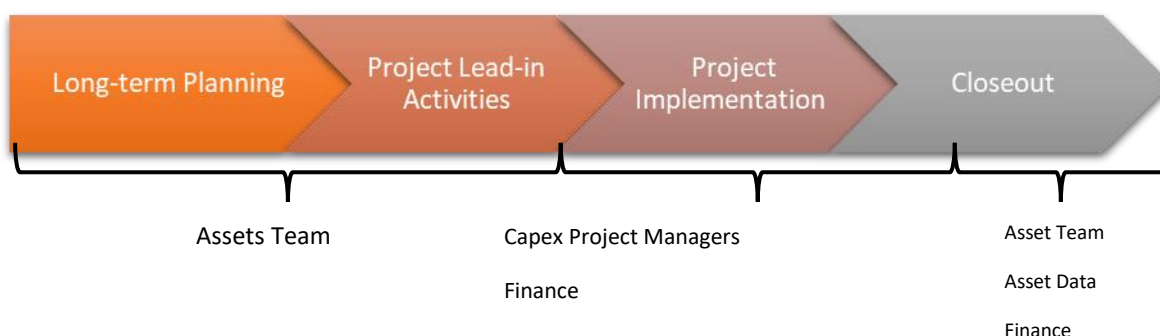 Long-term Planning
Project Lead-in
Activities
Project
Implementation
Closeout
Assets Team
Capex Project Managers
Finance
Asset Team
Asset Data
Finance